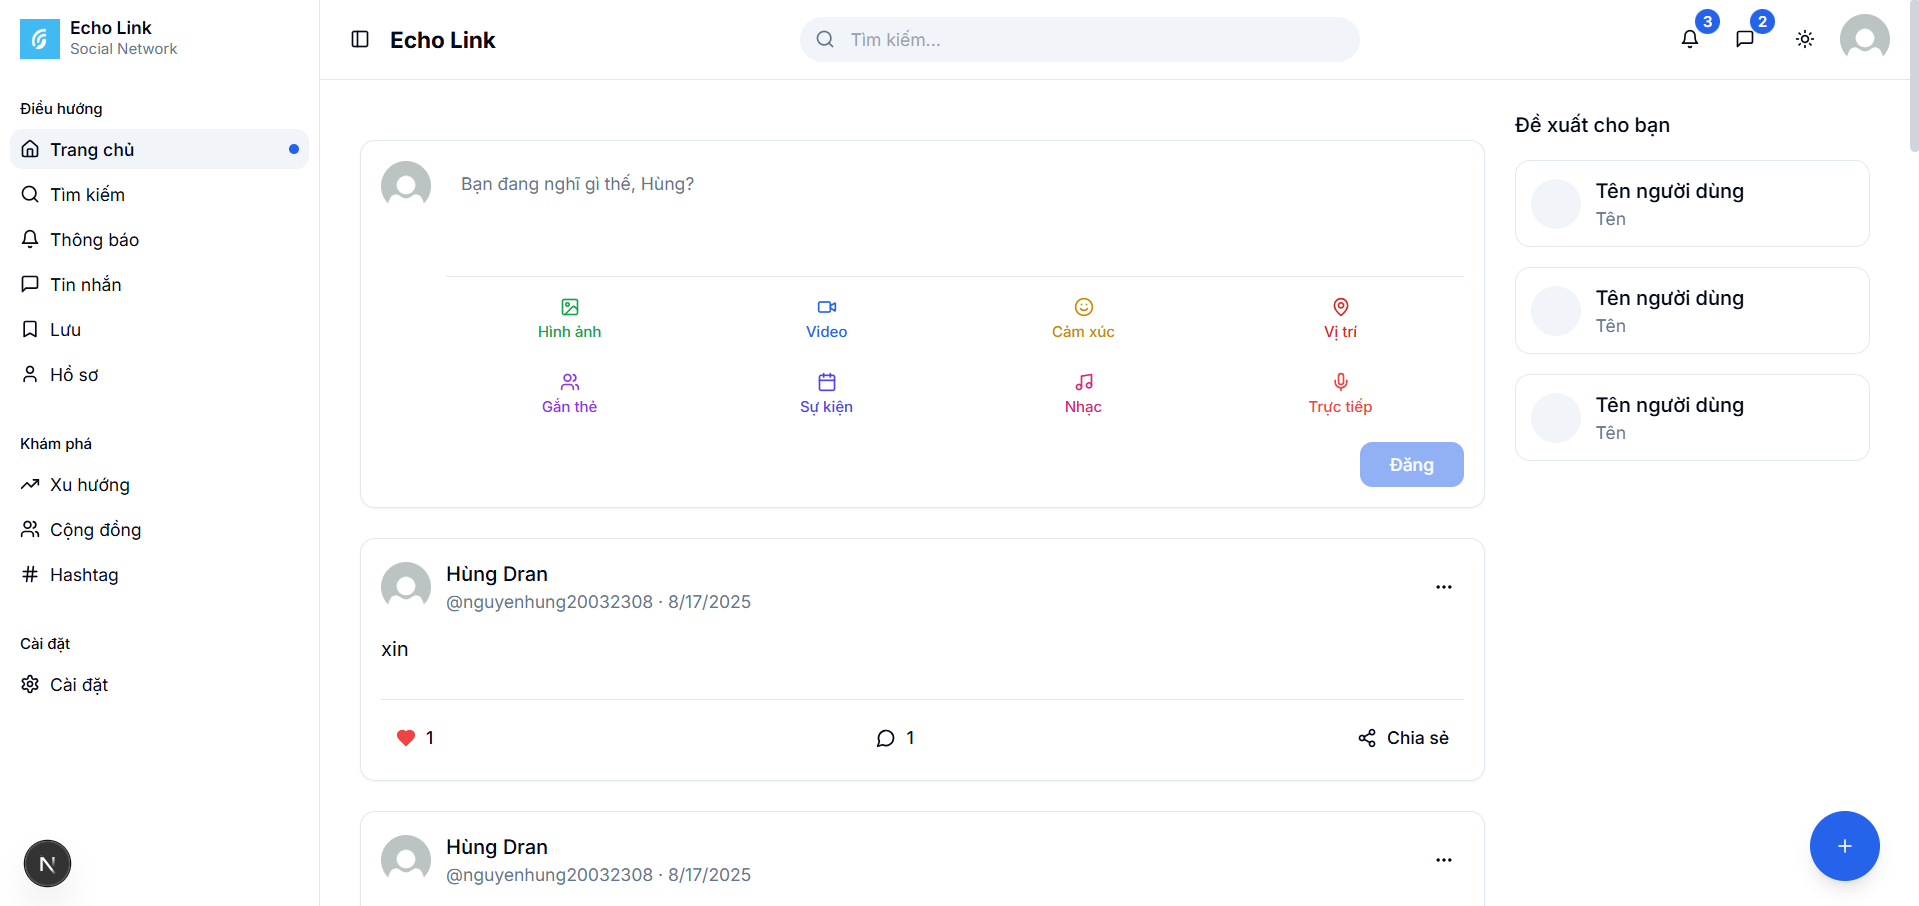 Echo Link
Social Network
Điều hướng
Trang chủ
Tìm kiếm
Thông báo
Tin nhắn
Lưu
Hồ sơ
Khám phá
Xu hướng
Cộng đồng
Hashtag
Cài đặt
Cài đặt
N
Echo Link
Tìm kiếm...
3
2
Bạn đang nghĩ gì thế, Hùng?
Hình ảnh
Video
Cảm xúc
Vị trí
Gắn thẻ
Sự kiện
Nhạc
Trực tiếp
Đăng
Hùng Dran
@nguyenhung20032308 · 8/17/2025
xin
1
1
Chia sẻ
Hùng Dran
@nguyenhung20032308 · 8/17/2025
Đề xuất cho bạn
Tên người dùng
Tên
Tên người dùng
Tên
Tên người dùng
Tên